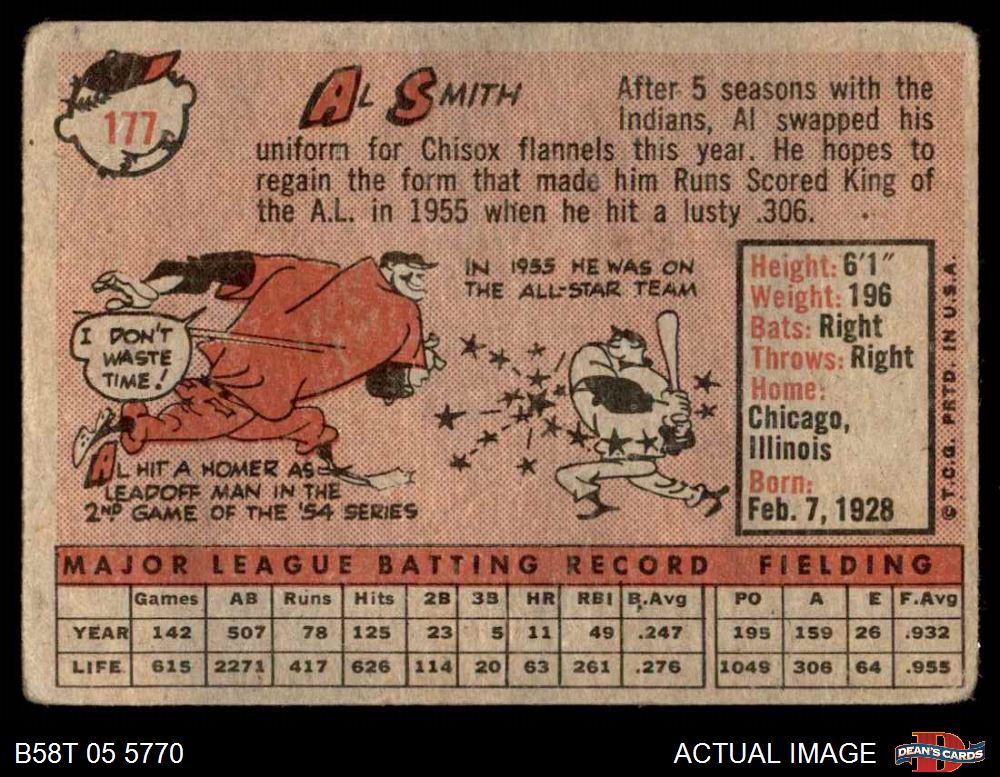 177
AL SMITH
After 5 seasons with the
Indians, Al swapped his
uniform for Chisox flannels this year. He hopes to
regain the form that made him Runs Scored King of
the A.L. in 1955 when he hit a lusty .306.
I DON'T
WASTE
TIME!
AL HIT A HOMER AS
LEADOFF MAN IN THE
2ND GAME OF THE '54 SERIES
IN 1955 HE WAS ON
THE ALL-STAR TEAM
Height: 6'1"
Weight: 196
Bats: Right
Throws: Right
Home:
Chicago,
Illinois
Born:
Feb. 7, 1928
© T.C.G. PRTD. IN U.S.A.
MAJOR LEAGUE BATTING RECORD FIELDING
Games AB Runs Hits 2B 3B HR RBI B.Avg PO A E F.Avg
YEAR 142 507 78 125 23 5 11 49 .247 195 159 26 .932
LIFE 615 2271 417 626 114 20 63 261 .276 1049 306 64 .955
B58T 05 5770
ACTUAL IMAGE
D
DEAN'S CARDS